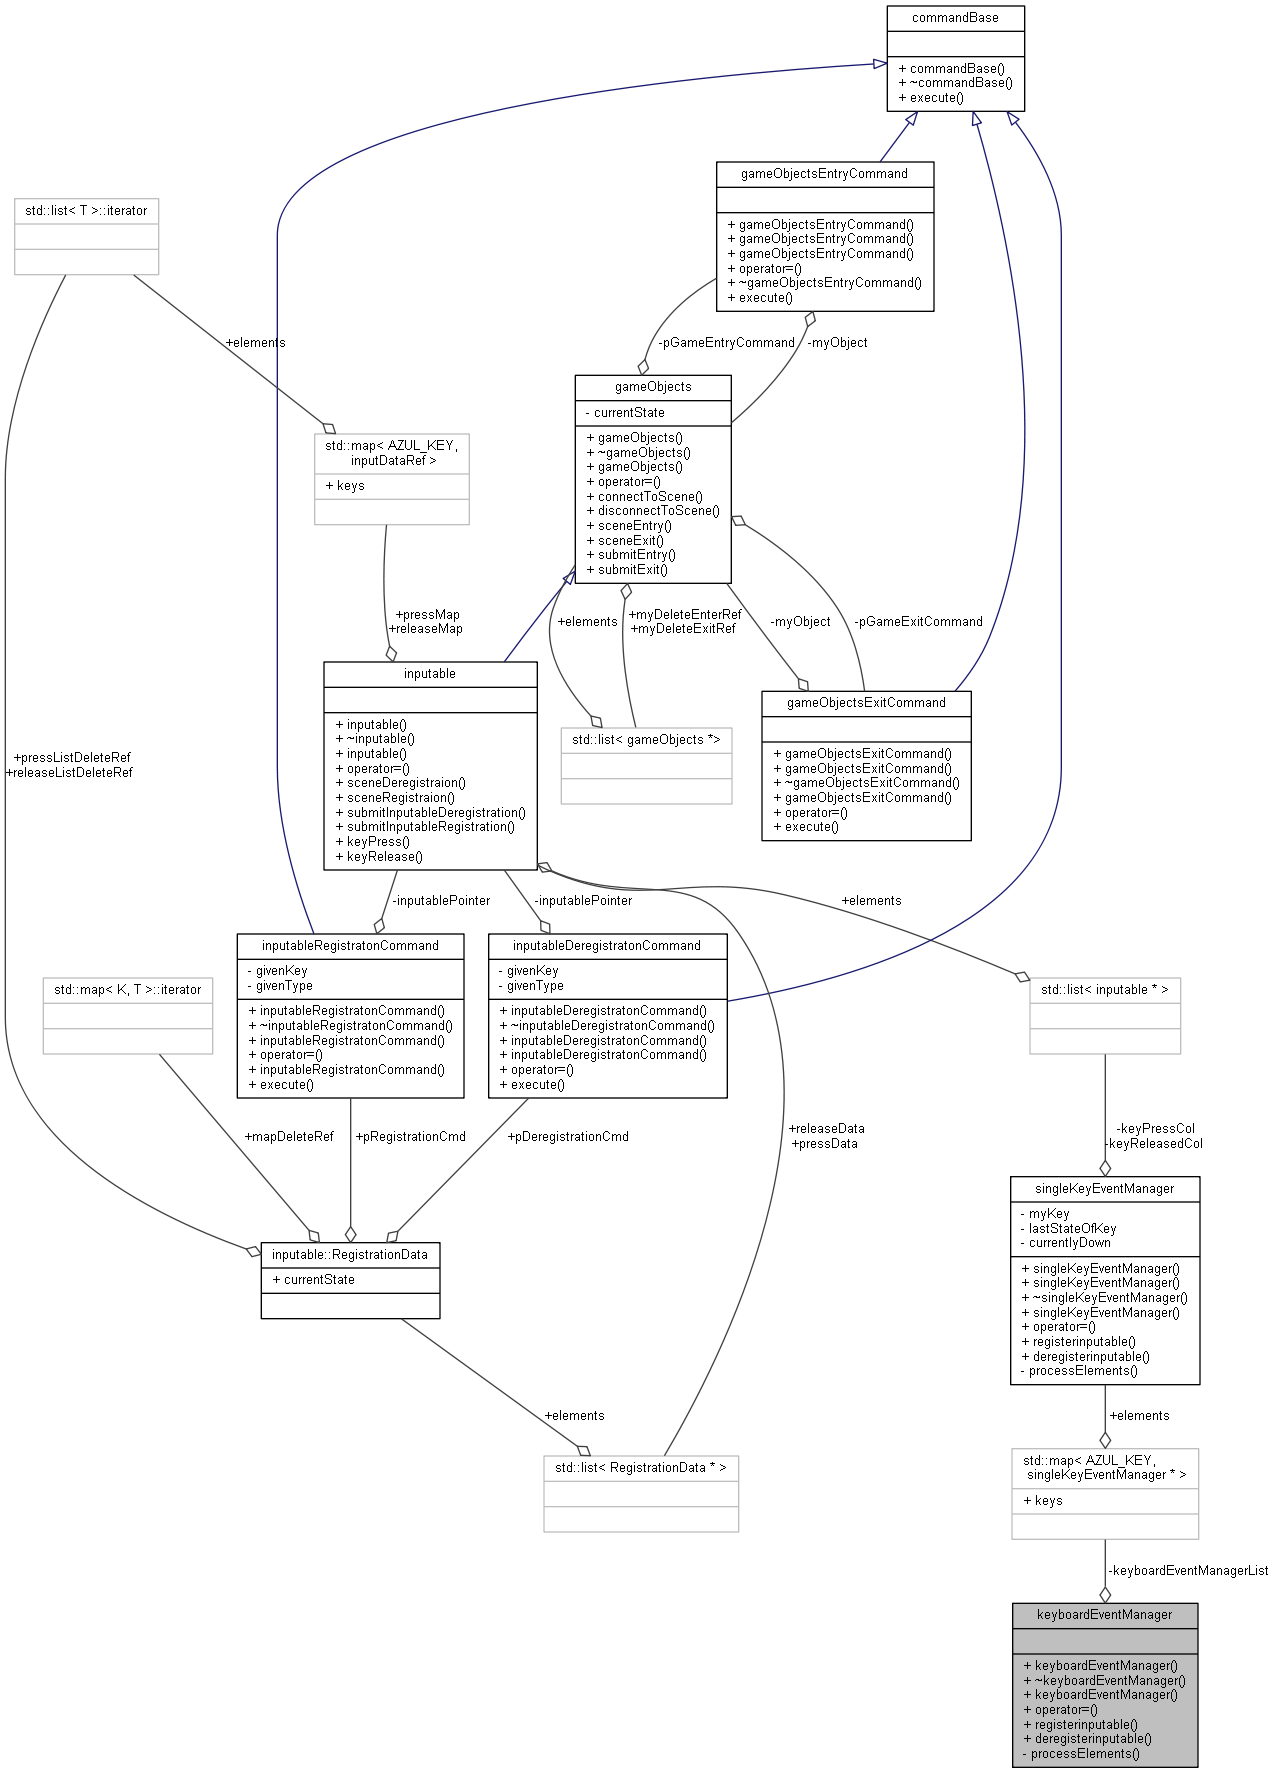 commandBase
+ commandBase()
+ ~commandBase()
+ execute()
gameObjectsEntryCommand
+ gameObjectsEntryCommand()
+ gameObjectsEntryCommand()
+ gameObjectsEntryCommand()
+ operator=()
+ ~gameObjectsEntryCommand()
+ execute()
std::list< T >::iterator
+elements
-pGameEntryCommand
-myObject
gameObjects
- currentState
+ gameObjects()
+ ~gameObjects()
+ gameObjects()
+ operator=()
+ connectToScene()
+ disconnectToScene()
+ sceneEntry()
+ sceneExit()
+ submitEntry()
+ submitExit()
std::map< AZUL_KEY,
inputDataRef >
+ keys
+pressMap
+releaseMap
+elements
+myDeleteEnterRef
+myDeleteExitRef
-myObject
-pGameExitCommand
inputable
+ inputable()
+ ~inputable()
+ inputable()
+ operator=()
+ sceneDeregistraion()
+ sceneRegistraion()
+ submitInputableDeregistration()
+ submitInputableRegistration()
+ keyPress()
+ keyRelease()
std::list< gameObjects *>
gameObjectsExitCommand
+ gameObjectsExitCommand()
+ gameObjectsExitCommand()
+ ~gameObjectsExitCommand()
+ gameObjectsExitCommand()
+ operator=()
+ execute()
+pressListDeleteRef
+releaseListDeleteRef
-inputablePointer
-inputablePointer
+elements
inputableRegistratonCommand
- givenKey
- givenType
+ inputableRegistratonCommand()
+ ~inputableRegistratonCommand()
+ inputableRegistratonCommand()
+ operator=()
+ inputableRegistratonCommand()
+ execute()
inputableDeregistratonCommand
- givenKey
- givenType
+ inputableDeregistratonCommand()
+ ~inputableDeregistratonCommand()
+ inputableDeregistratonCommand()
+ inputableDeregistratonCommand()
+ operator=()
+ execute()
std::map< K, T >::iterator
std::list< inputable * >
+mapDeleteRef
+pRegistrationCmd
+pDeregistrationCmd
+releaseData
+pressData
-keyPressCol
-keyReleasedCol
singleKeyEventManager
- myKey
- lastStateOfKey
- currentlyDown
+ singleKeyEventManager()
+ singleKeyEventManager()
+ ~singleKeyEventManager()
+ singleKeyEventManager()
+ operator=()
+ registerinputable()
+ deregisterinputable()
- processElements()
inputable::RegistrationData
+ currentState
+elements
+elements
std::list< RegistrationData * >
std::map< AZUL_KEY,
singleKeyEventManager * >
+ keys
-keyboardEventManagerList
keyboardEventManager
+ keyboardEventManager()
+ ~keyboardEventManager()
+ keyboardEventManager()
+ operator=()
+ registerinputable()
+ deregisterinputable()
- processElements()